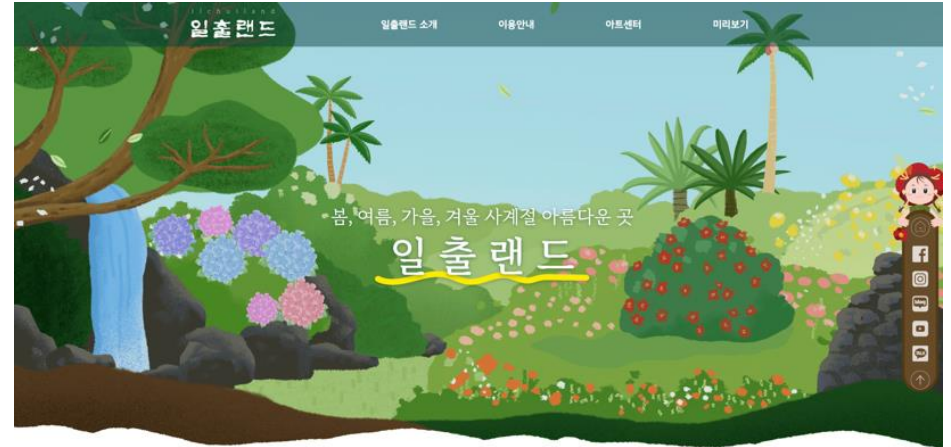 ilchulland
일출랜드
일출랜드 소개
이용안내
아트센터
미리보기
봄, 여름, 가을, 겨울 사계절 아름다운 곳
일출랜드
blog